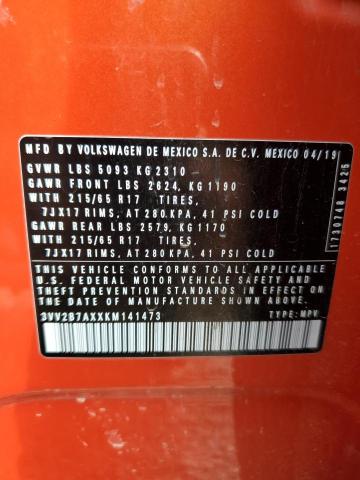 MFD BY VOLKSWAGEN DE MEXICO S.A. DE C.V. MEXICO 04/19
GVWR LBS 5093 KG 2310
GAWR FRONT LBS 2624, KG 1190
WITH 215/65 R17 TIRES,
7JX17 RIMS, AT 280 KPA, 41 PSI COLD
GAWR REAR LBS 2579, KG 1170
WITH 215/65 R17 TIRES,
7JX17 RIMS, AT 280 KPA, 41 PSI COLD
THIS VEHICLE CONFORMS TO ALL APPLICABLE
U.S. FEDERAL MOTOR VEHICLE SAFETY AND
THEFT PREVENTION STANDARDS IN EFFECT ON
THE DATE OF MANUFACTURE SHOWN ABOVE
3VV2B7AXXKM141473 TYPE: MPV
17340748 3425